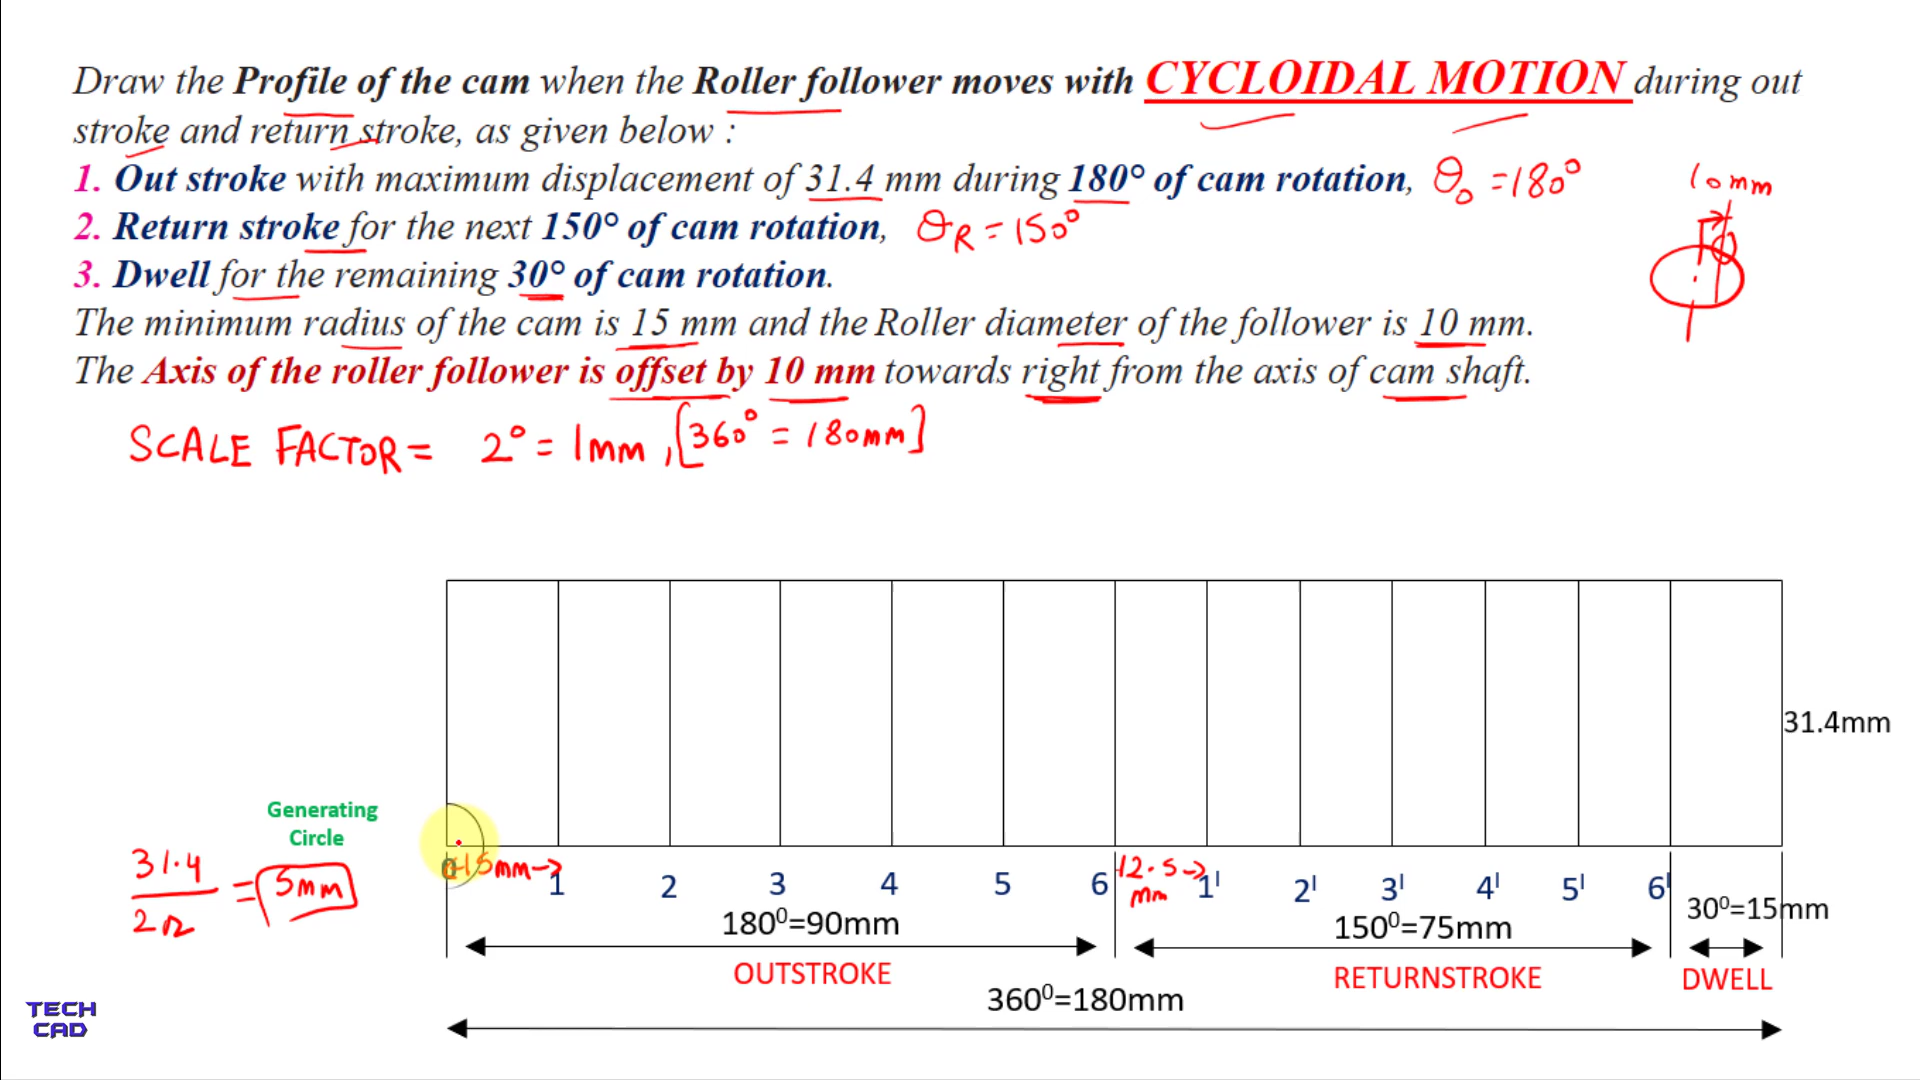 Draw the Profile of the cam when the Roller follower moves with CYCLOIDAL MOTION during out
stroke and return stroke, as given below :
1. Out stroke with maximum displacement of 31.4 mm during 180° of cam rotation, θo = 180°
10mm
2. Return stroke for the next 150° of cam rotation, θR = 150°
3. Dwell for the remaining 30° of cam rotation.
The minimum radius of the cam is 15 mm and the Roller diameter of the follower is 10 mm.
The Axis of the roller follower is offset by 10 mm towards right from the axis of cam shaft.
SCALE FACTOR = 2° = 1mm, [360° = 180mm]
31.4mm
Generating
Circle
31.4/2π = 5mm
0 ←15mm→ 1 2 3 4 5 6 12.5→ mm 1' 2' 3' 4' 5' 6'
180⁰=90mm 150⁰=75mm 30⁰=15mm
OUTSTROKE RETURNSTROKE DWELL
360⁰=180mm
TECH
CAD